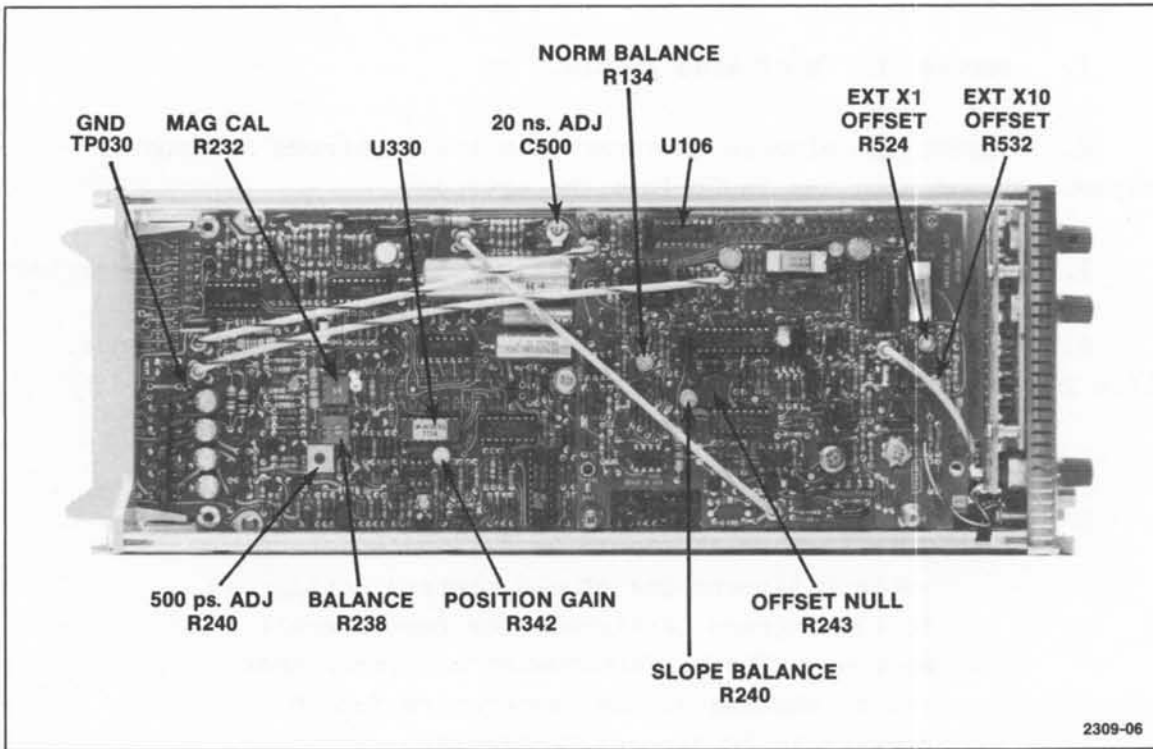 NORM BALANCE
R134
GND
TP030
MAG CAL
R232
U330
20 ns. ADJ
C500
U106
EXT X1
OFFSET
R524
EXT X10
OFFSET
R532
500 ps. ADJ
R240
BALANCE
R238
POSITION GAIN
R342
OFFSET NULL
R243
SLOPE BALANCE
R240
2309-06